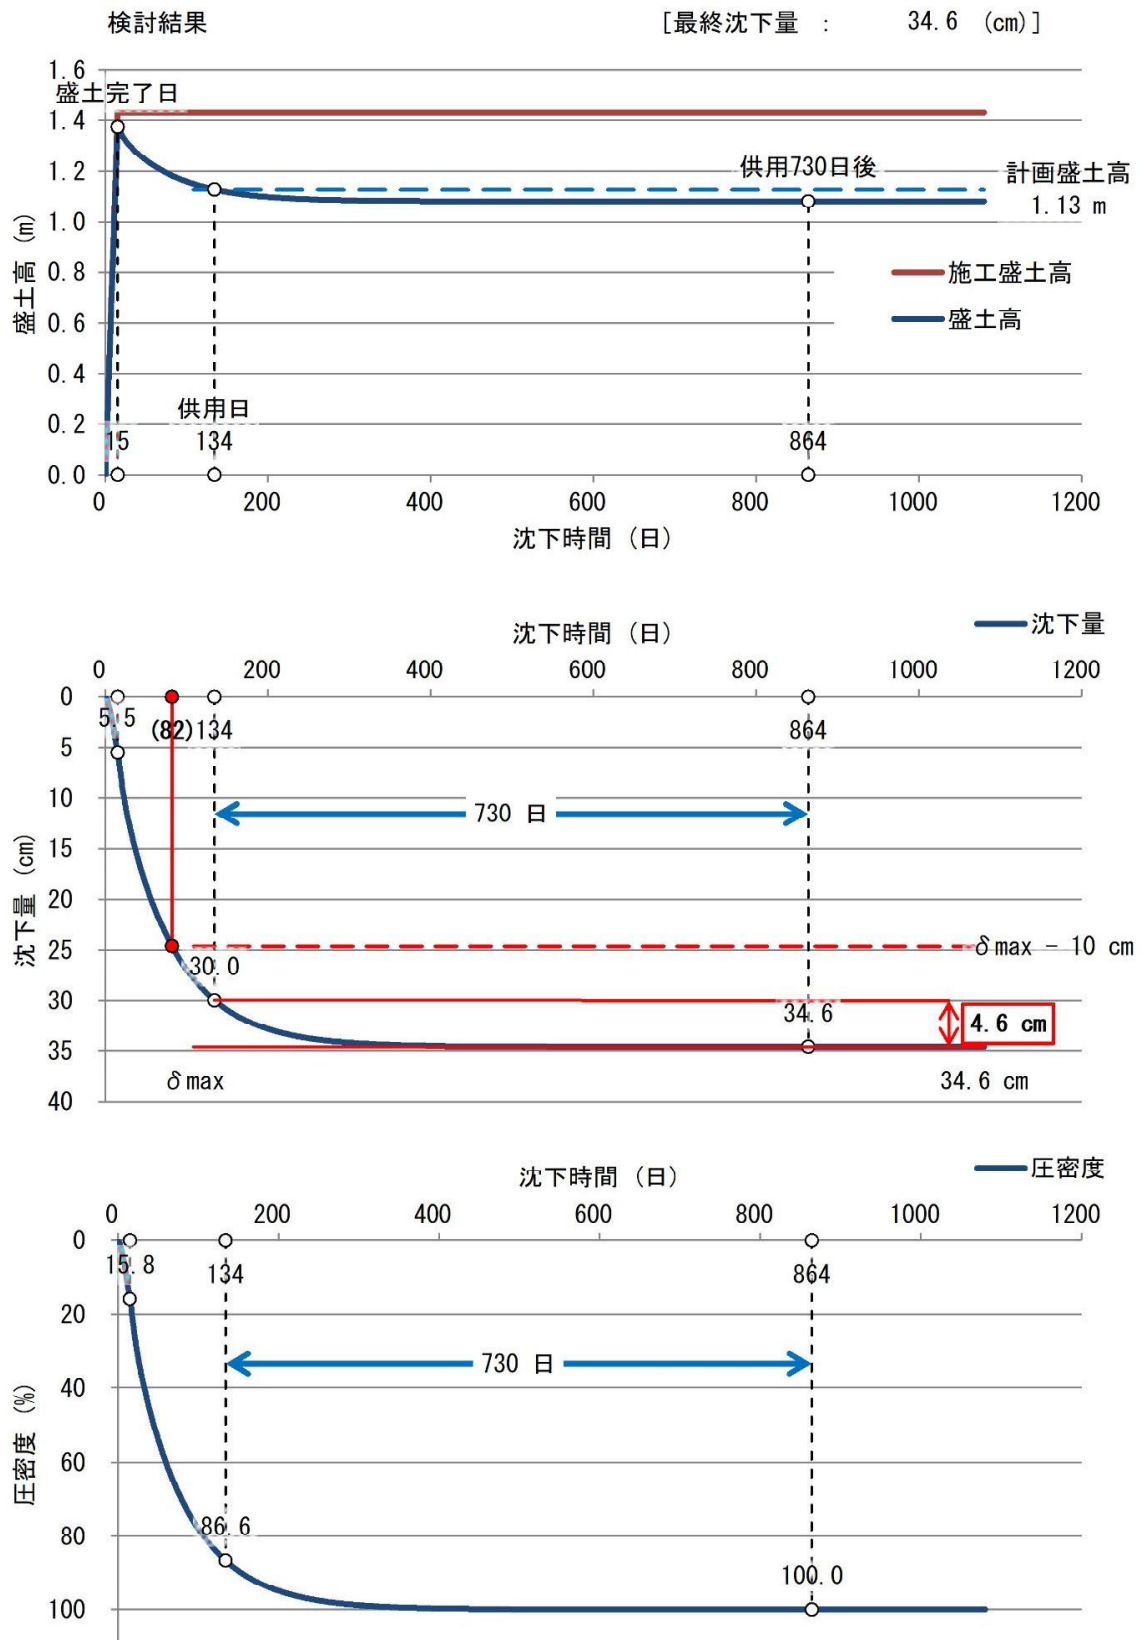 検討結果 [最終沈下量 : 34.6 (cm)]
1.6
盛土完了日
1.4
1.2
供用730日後
計画盛土高
1.13 m
1.0
施工盛土高
0.8
盛土高 (m)
0.6
盛土高
0.4
供用日
0.2
15 134 864
0.0
0 200 400 600 800 1000 1200
沈下時間 (日)
沈下時間 (日) 沈下量
0 200 400 600 800 1000 1200
0
5.5 (82) 134 864
5
10
730 日
15
沈下量 (cm)
20
25 δmax - 10 cm
30.0
30
34.6 4.6 cm
35
δmax 34.6 cm
40
沈下時間 (日) 圧密度
0 200 400 600 800 1000 1200
0
15.8 134 864
20
730 日
40
圧密度 (%)
60
80
86.6
100.0
100